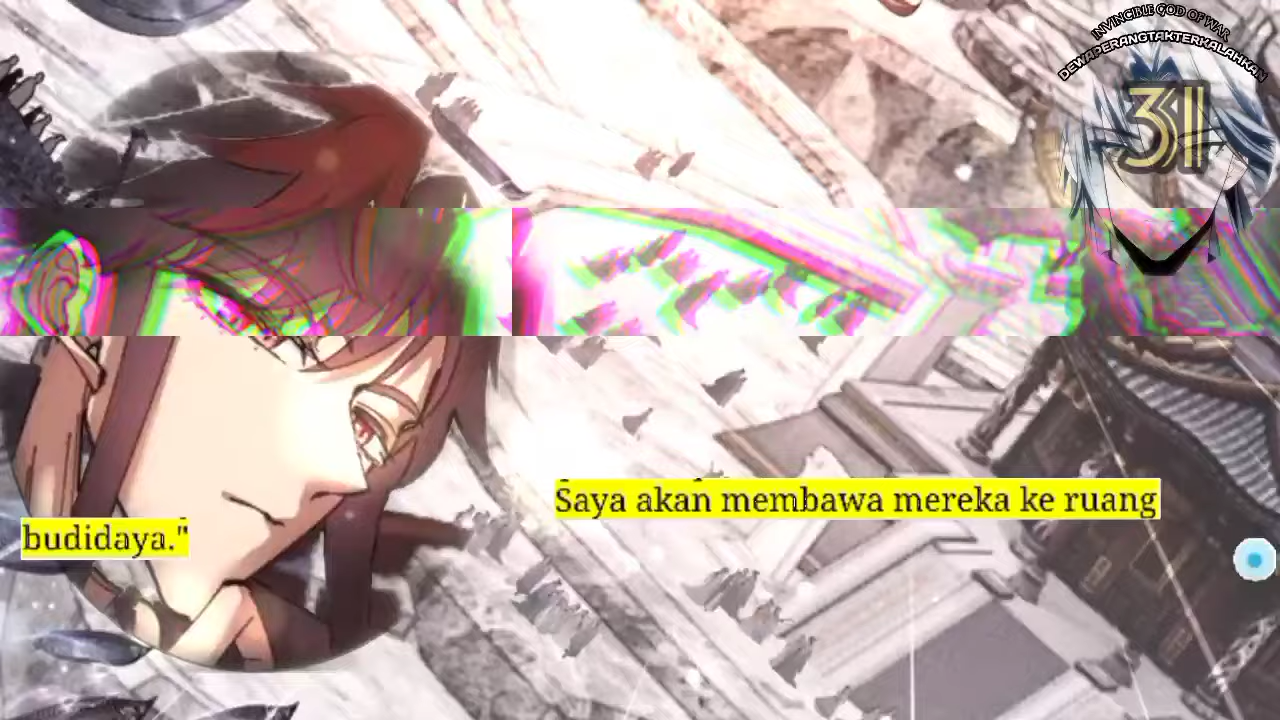 INVINCIBLE GOD OF WAR
DEWAPERANGTAKTERKALAHKAN
31
Saya akan membawa mereka ke ruang
budidaya."